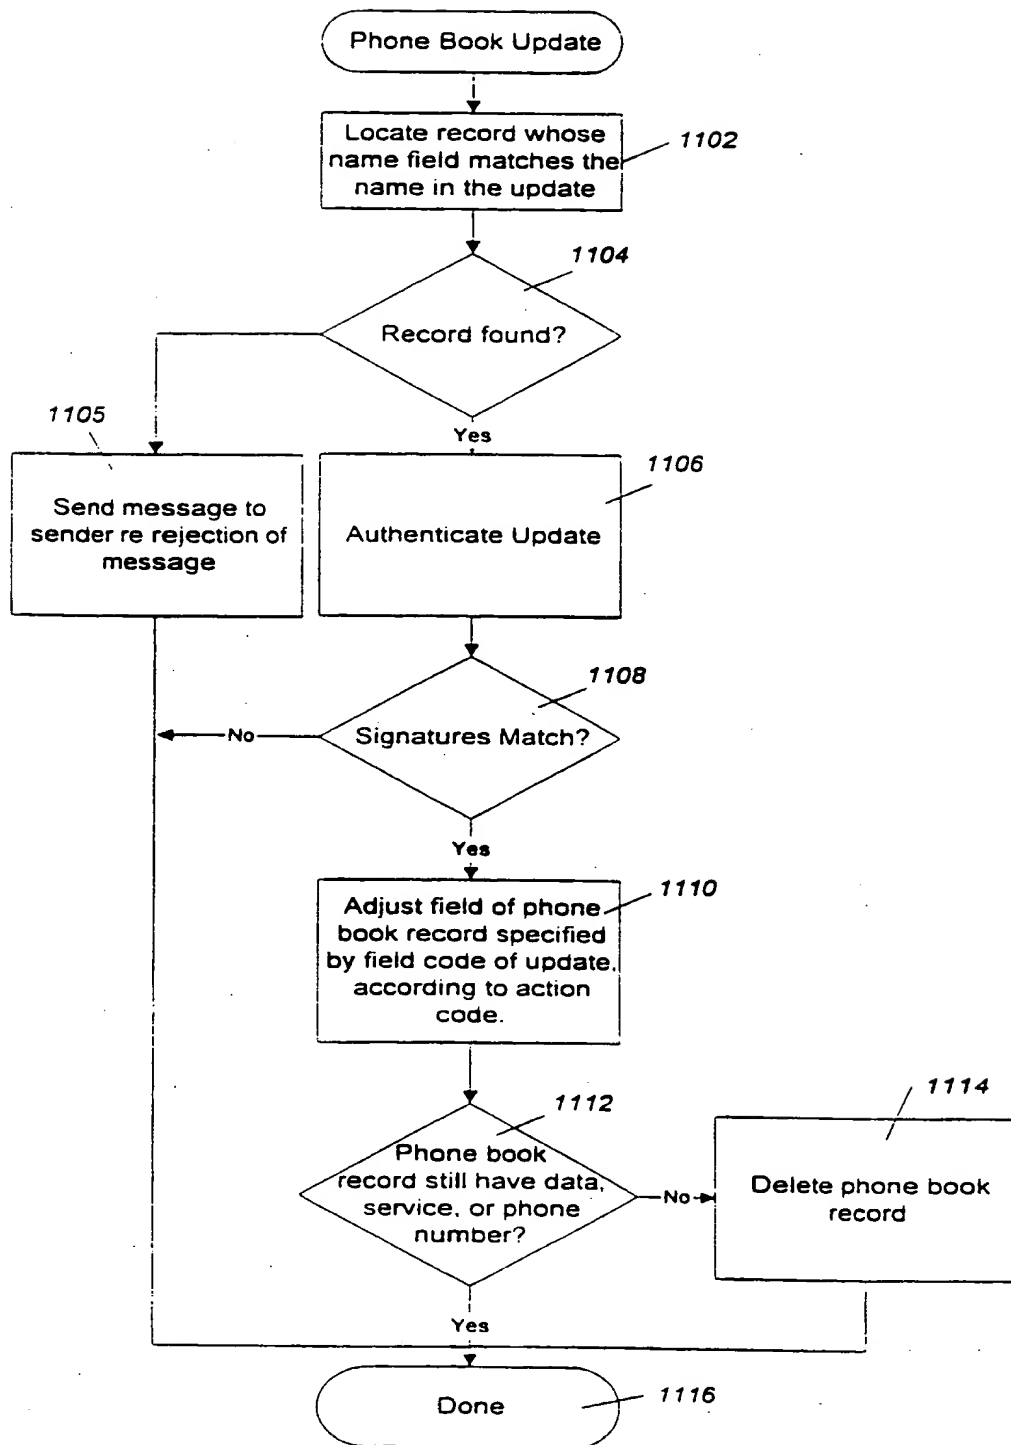 Phone Book Update
Locate record whose
name field matches the
name in the update
1102
1104
Record found?
1105
Yes
1106
Send message to
sender re rejection of
message
Authenticate Update
1108
No
Signatures Match?
Yes
1110
Adjust field of phone
book record specified
by field code of update,
according to action
code.
1112
1114
Phone book
record still have data,
service, or phone
number?
No
Delete phone book
record
Yes
Done
1116